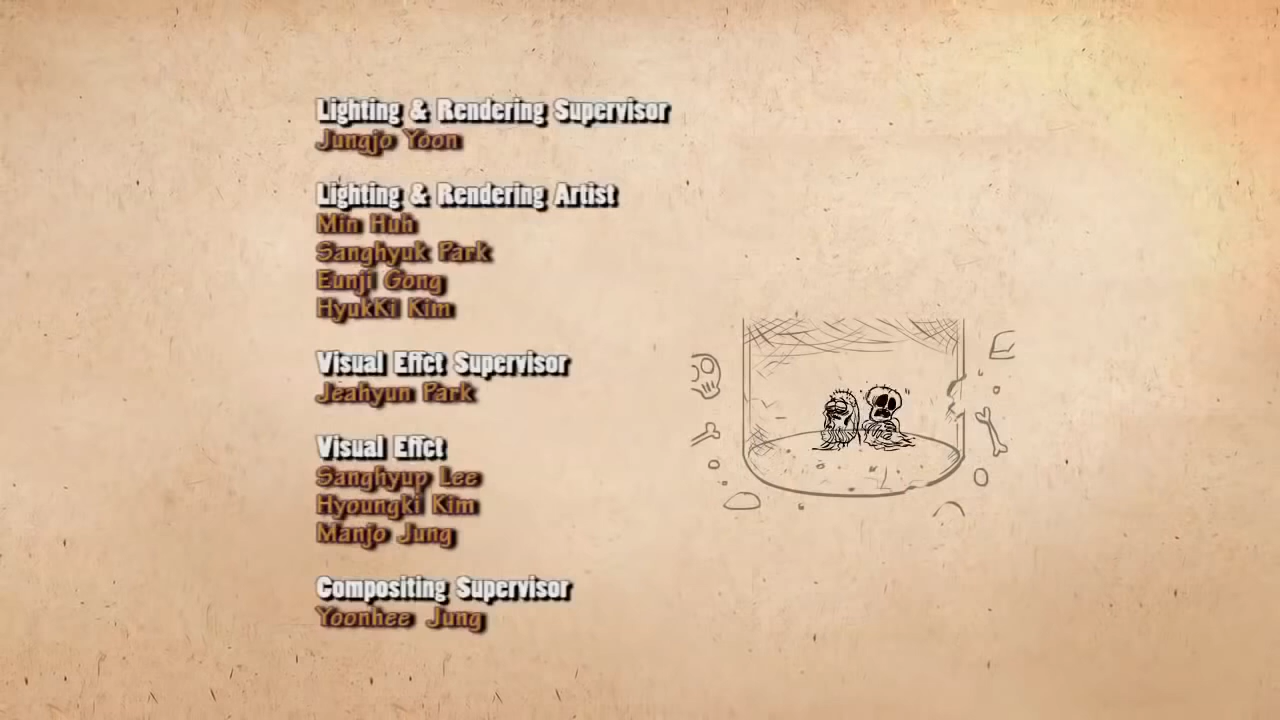 Lighting & Rendering Supervisor
Jungjo Yoon
Lighting & Rendering Artist
Min Huh
Sanghyuk Park
Eunji Gong
HyukKi Kim
Visual Effct Supervisor
Jeahyun Park
Visual Effct
Sanghyup Lee
Hyoungki Kim
Manjo Jung
Compositing Supervisor
Yoonhee Jung